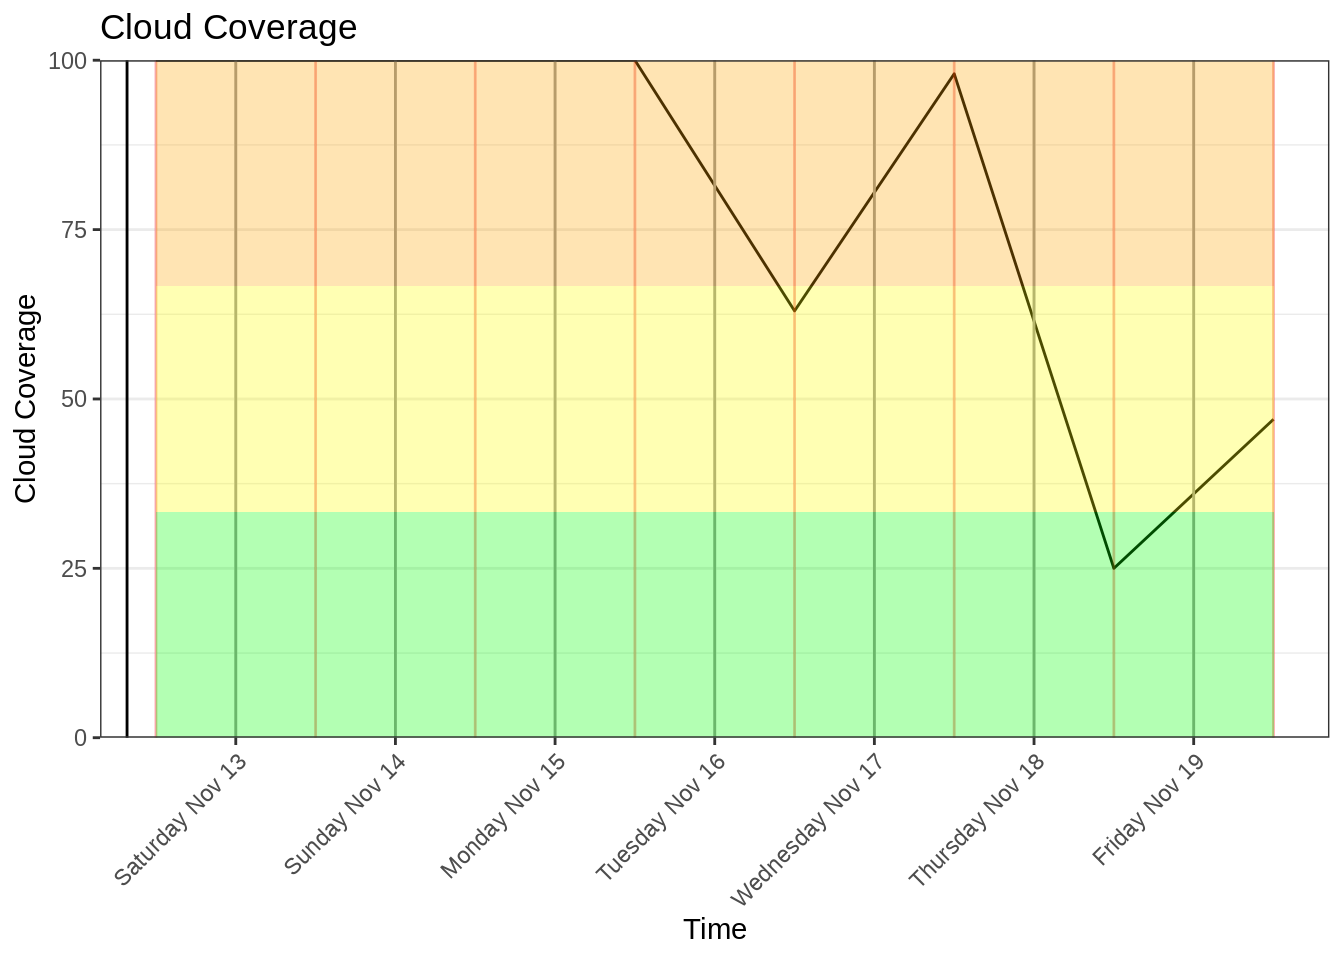 Cloud Coverage
100
75
50
25
0
Cloud Coverage
Saturday Nov 13
Sunday Nov 14
Monday Nov 15
Tuesday Nov 16
Wednesday Nov 17
Thursday Nov 18
Friday Nov 19
Time